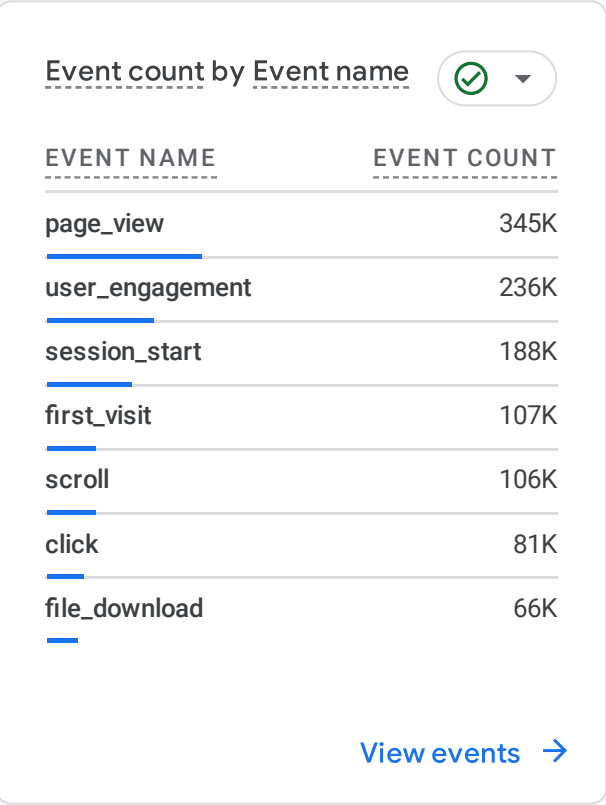 Event count by Event name
EVENT NAME EVENT COUNT
page_view 345K
user_engagement 236K
session_start 188K
first_visit 107K
scroll 106K
click 81K
file_download 66K
View events